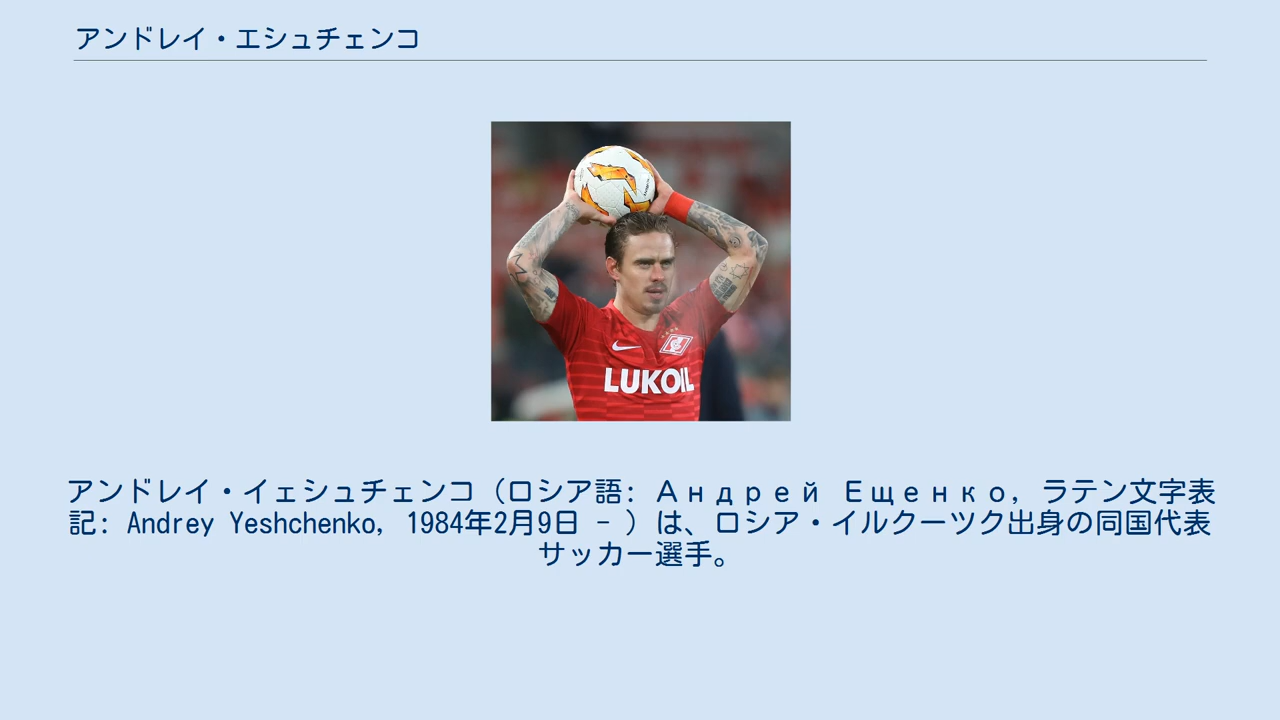 アンドレイ・エシュチェンコ
LUKOIL
アンドレイ・イェシュチェンコ（ロシア語: Андрей Ещенко, ラテン文字表
記: Andrey Yeshchenko, 1984年2月9日 - ）は、ロシア・イルクーツク出身の同国代表
サッカー選手。